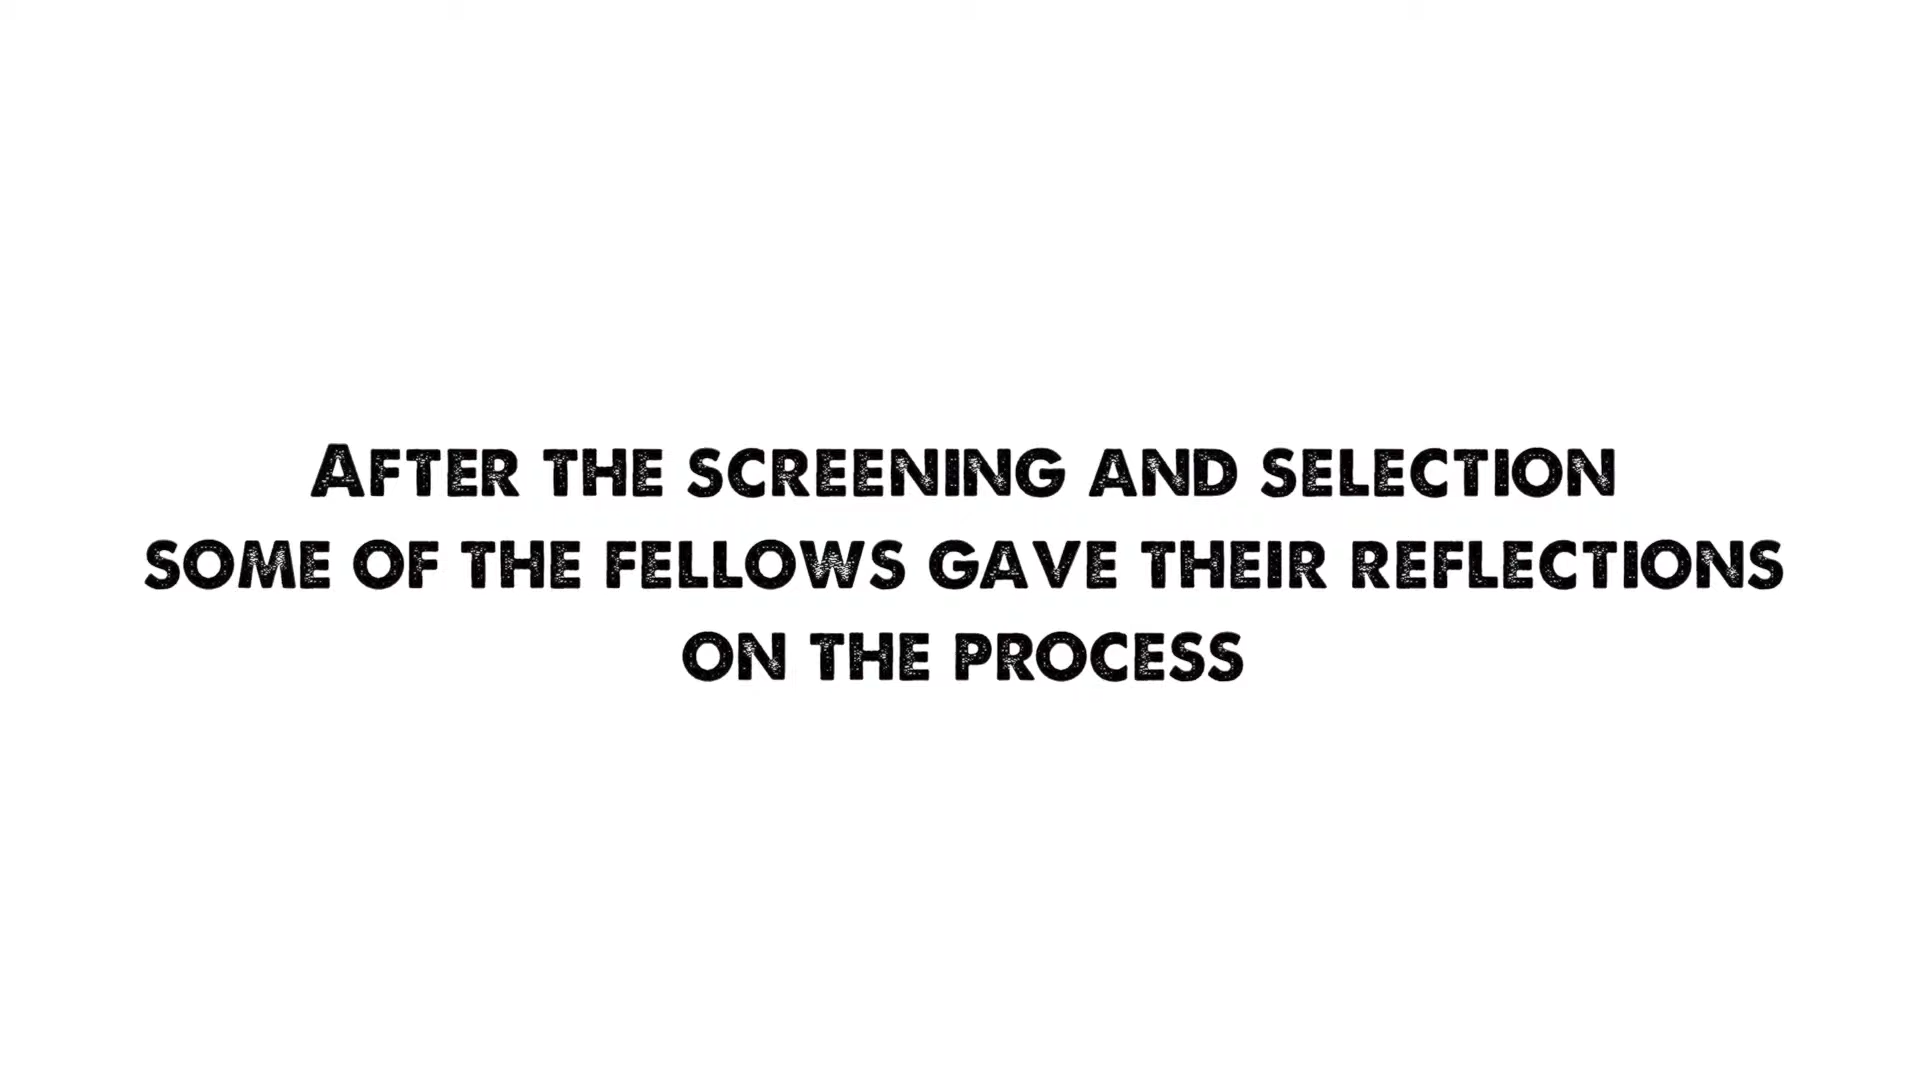 After the screening and selection
some of the fellows gave their reflections
on the process